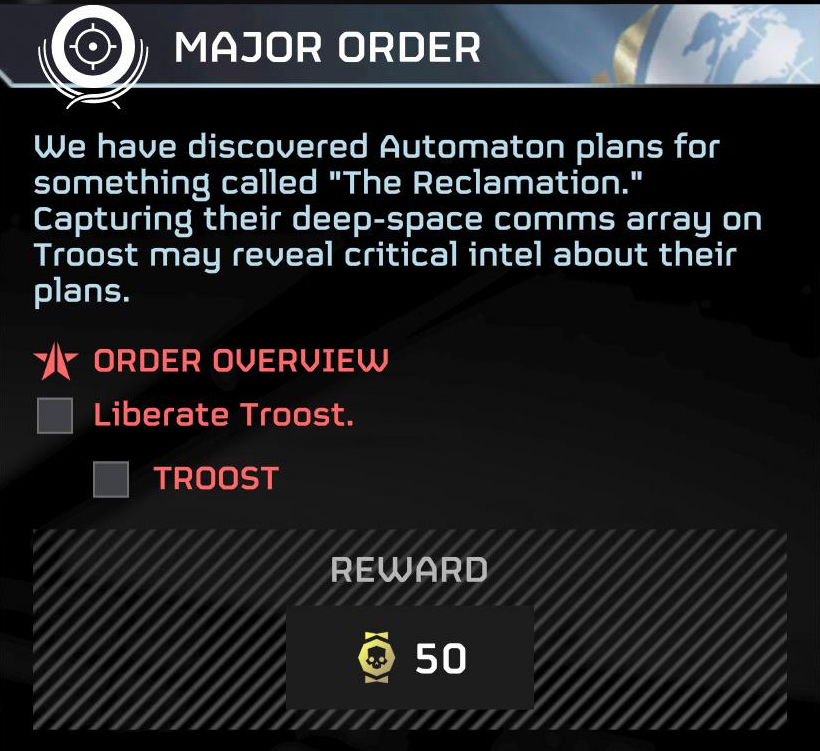 MAJOR ORDER
We have discovered Automaton plans for
something called "The Reclamation."
Capturing their deep-space comms array on
Troost may reveal critical intel about their
plans.
ORDER OVERVIEW
Liberate Troost.
TROOST
REWARD
50